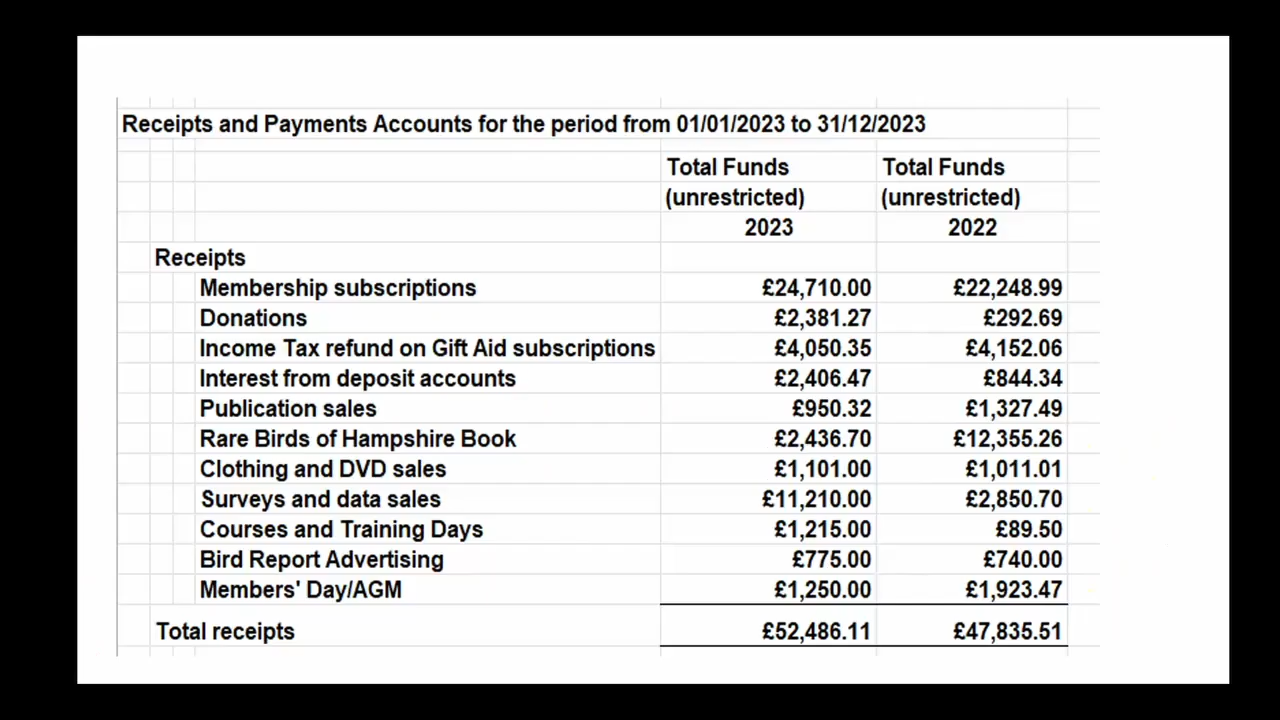 Receipts and Payments Accounts for the period from 01/01/2023 to 31/12/2023
Total Funds Total Funds
(unrestricted) (unrestricted)
2023 2022
Receipts
Membership subscriptions £24,710.00 £22,248.99
Donations £2,381.27 £292.69
Income Tax refund on Gift Aid subscriptions £4,050.35 £4,152.06
Interest from deposit accounts £2,406.47 £844.34
Publication sales £950.32 £1,327.49
Rare Birds of Hampshire Book £2,436.70 £12,355.26
Clothing and DVD sales £1,101.00 £1,011.01
Surveys and data sales £11,210.00 £2,850.70
Courses and Training Days £1,215.00 £89.50
Bird Report Advertising £775.00 £740.00
Members' Day/AGM £1,250.00 £1,923.47
Total receipts £52,486.11 £47,835.51